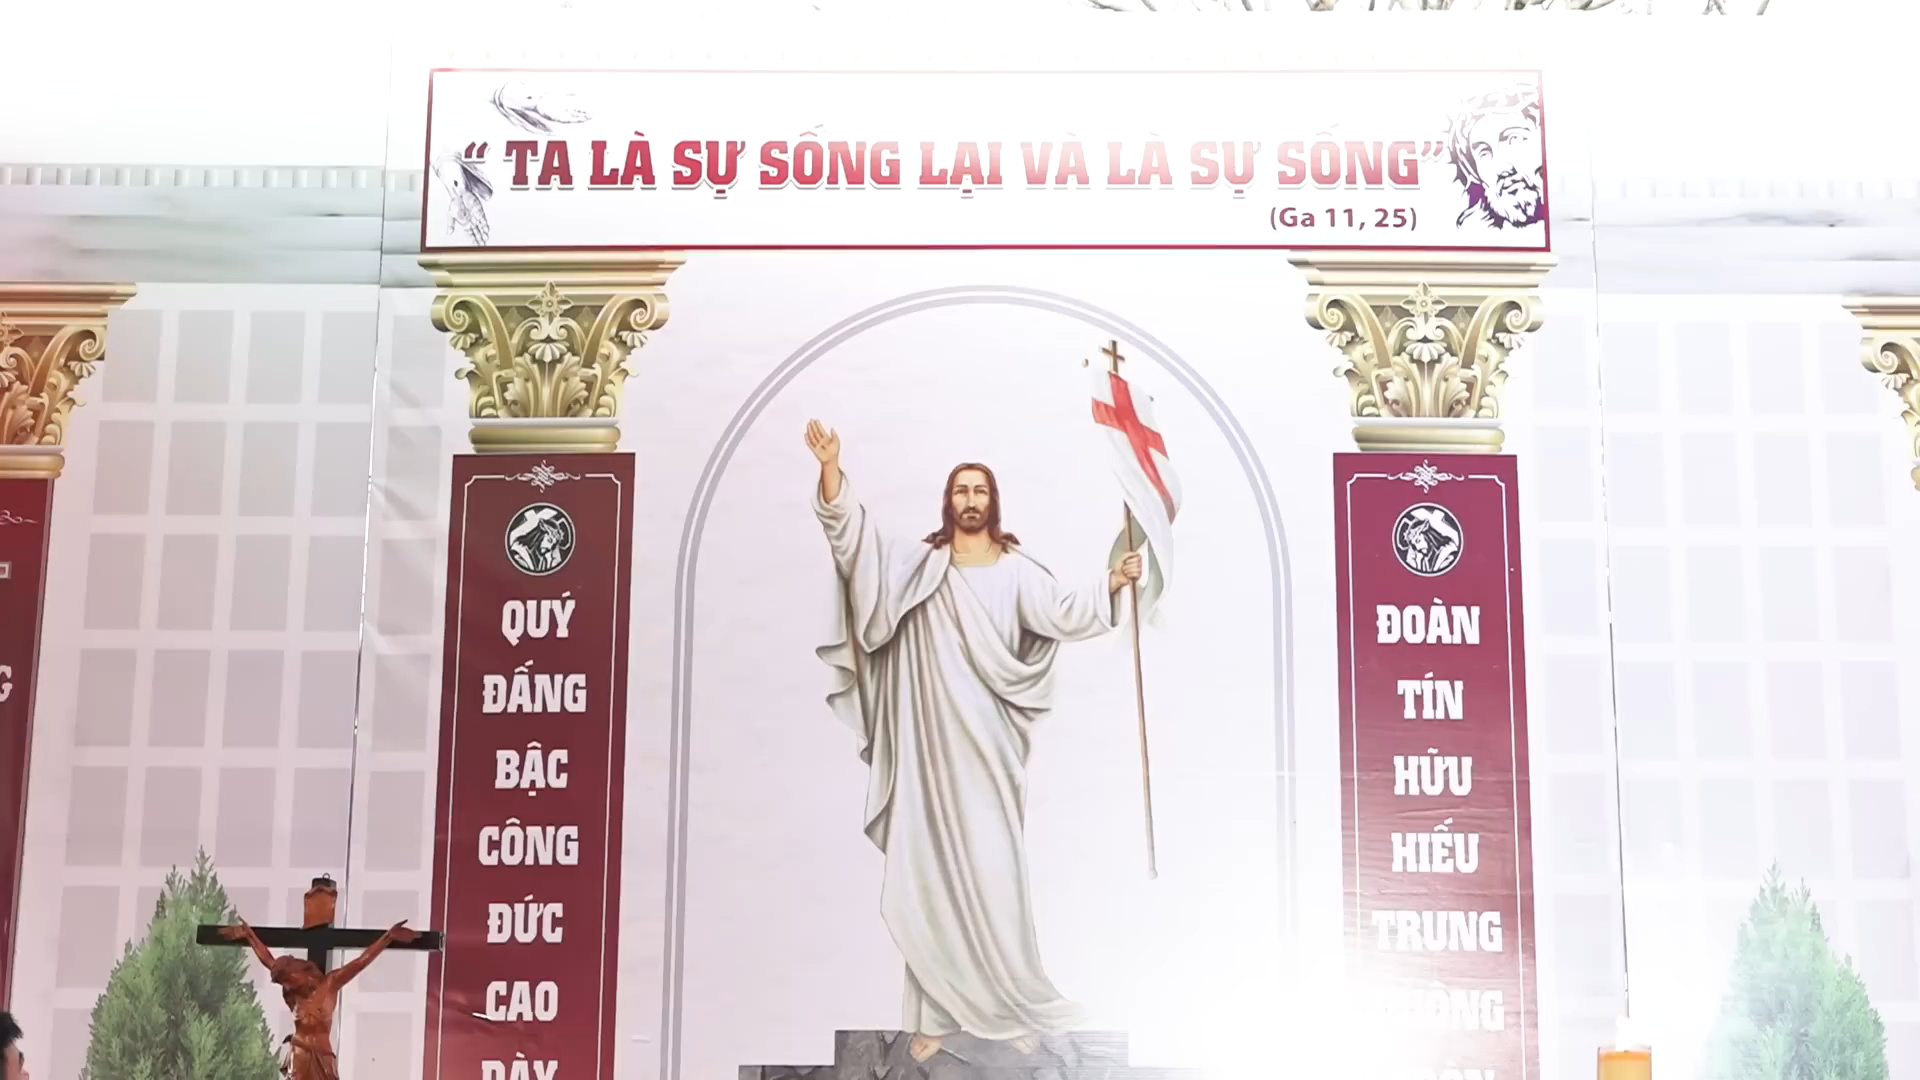 “ TA LÀ SỰ SỐNG LẠI VÀ LÀ SỰ SỐNG”
(Ga 11, 25)
QUÝ
ĐẤNG
BẬC
CÔNG
ĐỨC
CAO
DÀY
ĐOÀN
TÍN
HỮU
HIẾU
TRUNG